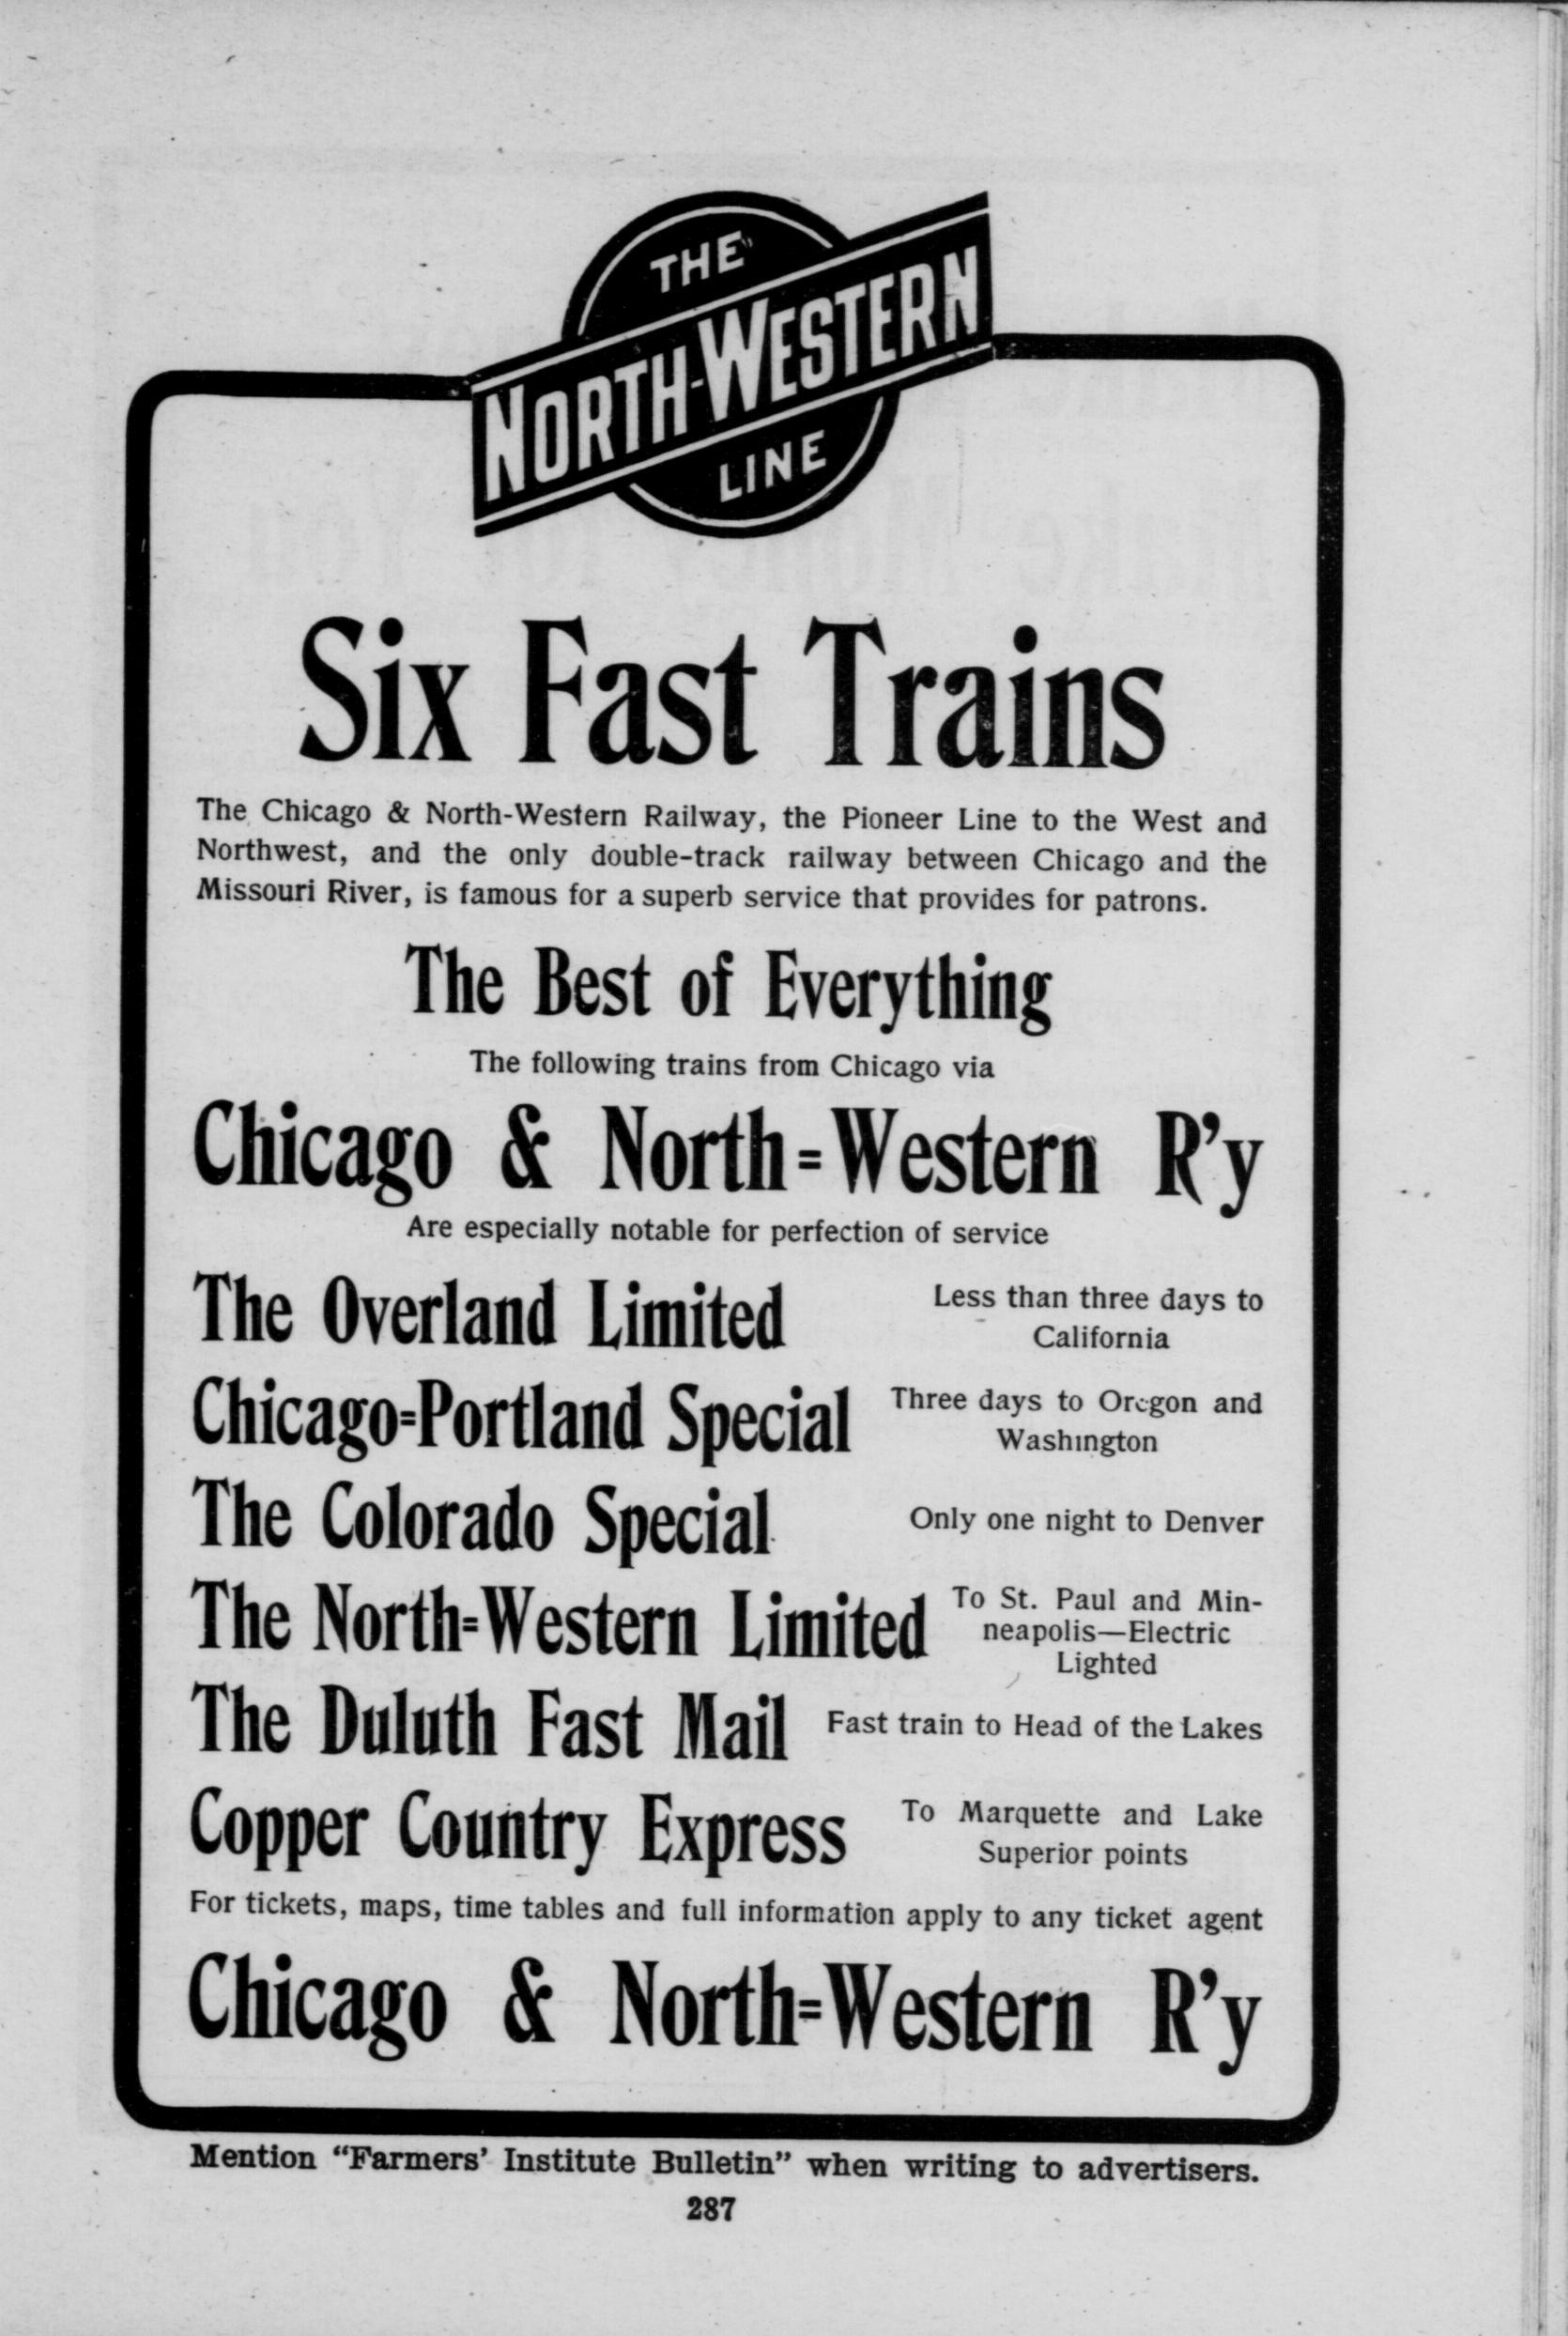 THE
NORTH-WESTERN
LINE
Six Fast Trains
The Chicago & North-Western Railway, the Pioneer Line to the West and
Northwest, and the only double-track railway between Chicago and the
Missouri River, is famous for a superb service that provides for patrons.
The Best of Everything
The following trains from Chicago via
Chicago & North-Western R'y
Are especially notable for perfection of service
The Overland Limited Less than three days to
California
Chicago-Portland Special Three days to Oregon and
Washington
The Colorado Special Only one night to Denver
The North-Western Limited To St. Paul and Min-
neapolis—Electric
Lighted
The Duluth Fast Mail Fast train to Head of the Lakes
Copper Country Express To Marquette and Lake
Superior points
For tickets, maps, time tables and full information apply to any ticket agent
Chicago & North-Western R'y
Mention “Farmers’ Institute Bulletin” when writing to advertisers.
287